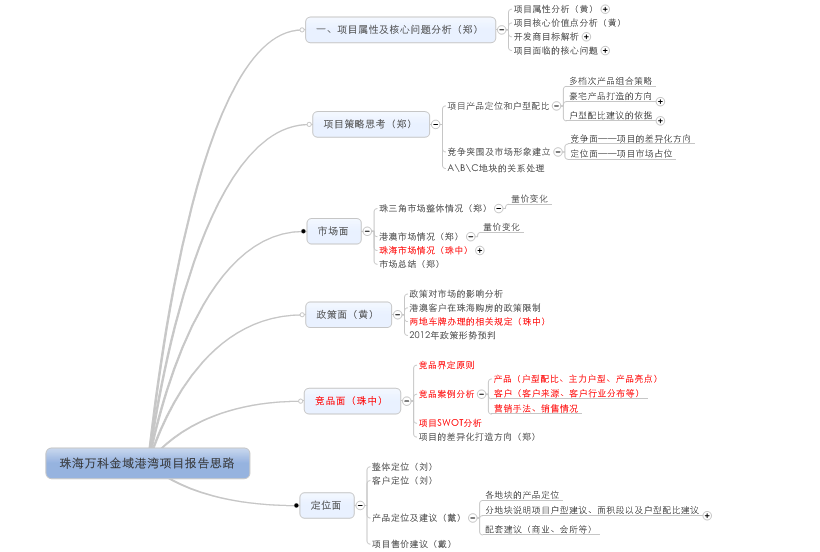 项目属性分析（黄）
项目核心价值点分析（黄）
一、项目属性及核心问题分析（郑）
开发商目标解析
项目面临的核心问题
多档次产品组合策略
豪宅产品打造的方向
项目产品定位和户型配比
户型配比建议的依据
项目策略思考（郑）
竞争面——项目的差异化方向
竞争突围及市场形象建立
定位面——项目市场占位
A\B\C地块的关系处理
量价变化
珠三角市场整体情况（郑）
市场面
量价变化
港澳市场情况（郑）
珠海市场情况（珠中）
市场总结（郑）
政策对市场的影响分析
港澳客户在珠海购房的政策限制
政策面（黄）
两地车牌办理的相关规定（珠中）
2012年政策形势预判
竞品界定原则
产品（户型配比、主力户型、产品亮点）
竞品案例分析
客户（客户来源、客户行业分布等）
竞品面（珠中）
营销手法、销售情况
项目SWOT分析
项目的差异化打造方向（郑）
珠海万科金域港湾项目报告思路
整体定位（刘）
客户定位（刘）
定位面
各地块的产品定位
分地块说明项目户型建议、面积段以及户型配比建议
产品定位及建议（戴）
配套建议（商业、会所等）
项目售价建议（戴）